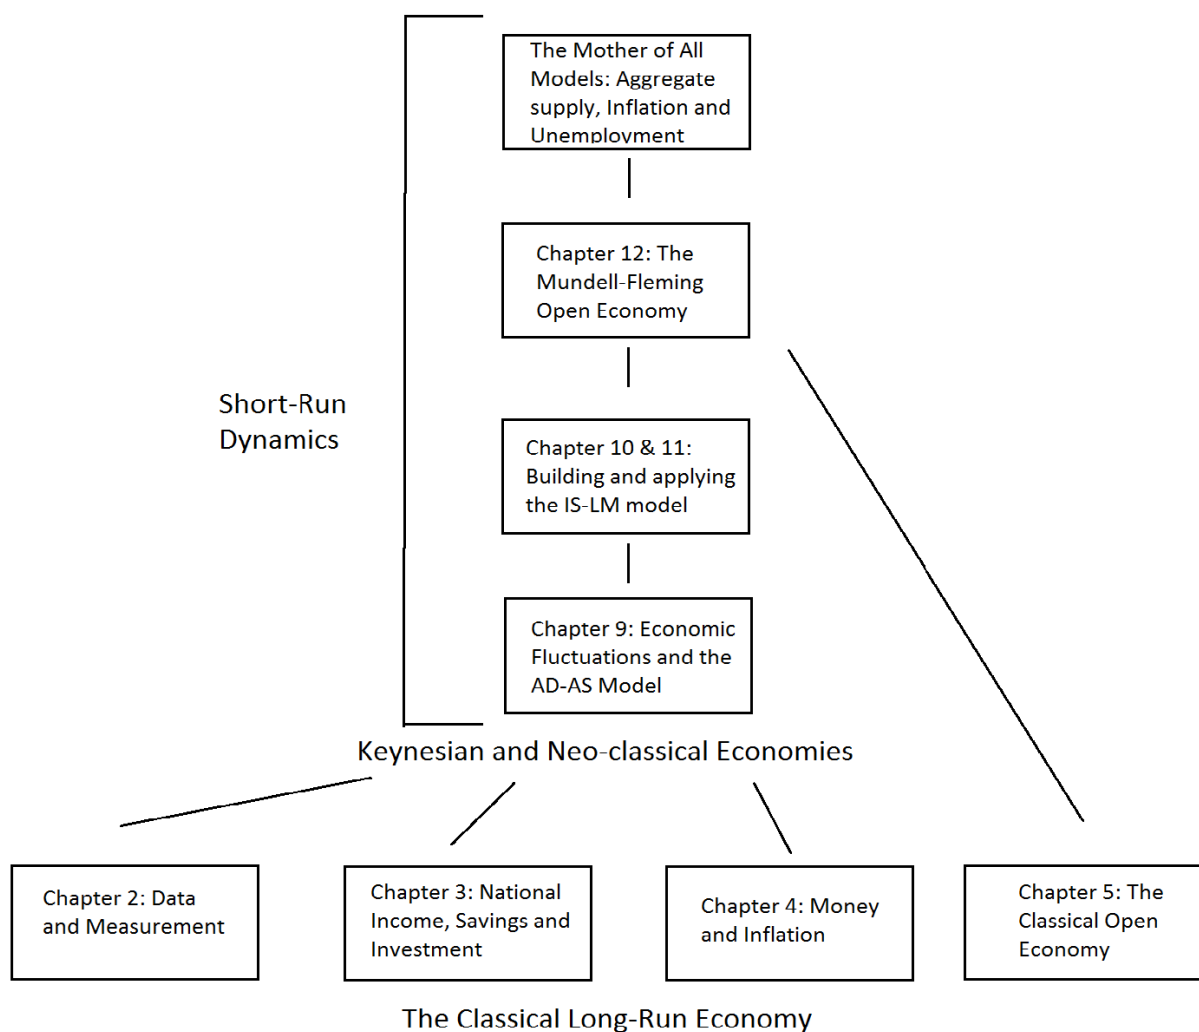 The Mother of All
Models: Aggregate
supply, Inflation and
Unemployment
Chapter 12: The
Mundell-Fleming
Open Economy
Short-Run
Dynamics
Chapter 10 & 11:
Building and applying
the IS-LM model
Chapter 9: Economic
Fluctuations and the
AD-AS Model
Keynesian and Neo-classical Economies
Chapter 2: Data
and Measurement
Chapter 3: National
Income, Savings and
Investment
Chapter 4: Money
and Inflation
Chapter 5: The
Classical Open
Economy
The Classical Long-Run Economy